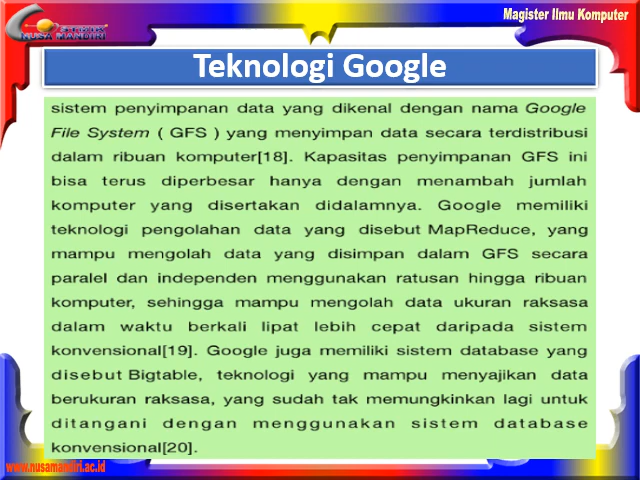 Magister Ilmu Komputer
NUSA MANDIRI
Teknologi Google
sistem penyimpanan data yang dikenal dengan nama Google
File System ( GFS ) yang menyimpan data secara terdistribusi
dalam ribuan komputer[18]. Kapasitas penyimpanan GFS ini
bisa terus diperbesar hanya dengan menambah jumlah
komputer yang disertakan didalamnya. Google memiliki
teknologi pengolahan data yang disebut MapReduce, yang
mampu mengolah data yang disimpan dalam GFS secara
paralel dan independen menggunakan ratusan hingga ribuan
komputer, sehingga mampu mengolah data ukuran raksasa
dalam waktu berkali lipat lebih cepat daripada sistem
konvensional[19]. Google juga memiliki sistem database yang
disebut Bigtable, teknologi yang mampu menyajikan data
berukuran raksasa, yang sudah tak memungkinkan lagi untuk
ditangani dengan menggunakan sistem database
konvensional[20].
www.nusamandiri.ac.id